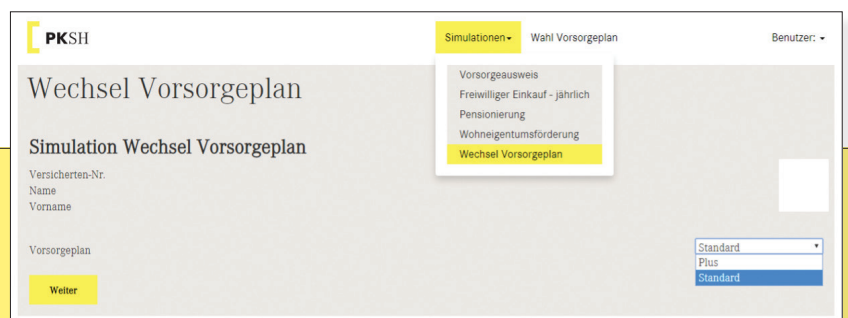 PKSH
Simulationen Wahl Vorsorgeplan Benutzer:
Vorsorgeausweis
Freiwilliger Einkauf - jährlich
Pensionierung
Wohneigentumsförderung
Wechsel Vorsorgeplan
Wechsel Vorsorgeplan
Simulation Wechsel Vorsorgeplan
Versicherten-Nr.
Name
Vorname
Vorsorgeplan
Standard
Plus
Standard
Weiter